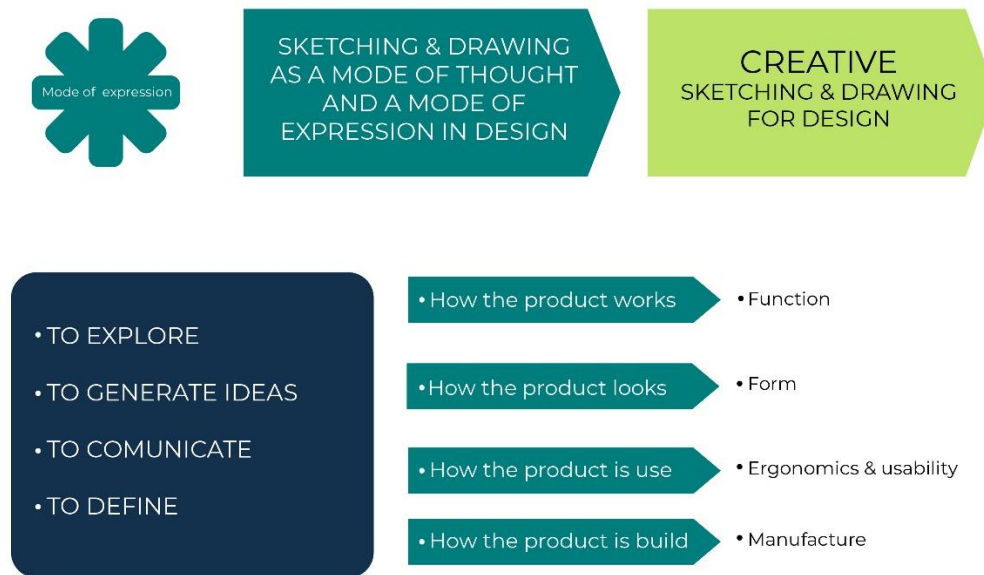 Mode of expression
SKETCHING & DRAWING
AS A MODE OF THOUGHT
AND A MODE OF
EXPRESSION IN DESIGN
CREATIVE
SKETCHING & DRAWING
FOR DESIGN
• TO EXPLORE
• TO GENERATE IDEAS
• TO COMUNICATE
• TO DEFINE
• How the product works
• Function
• How the product looks
• Form
• How the product is use
• Ergonomics & usability
• How the product is build
• Manufacture